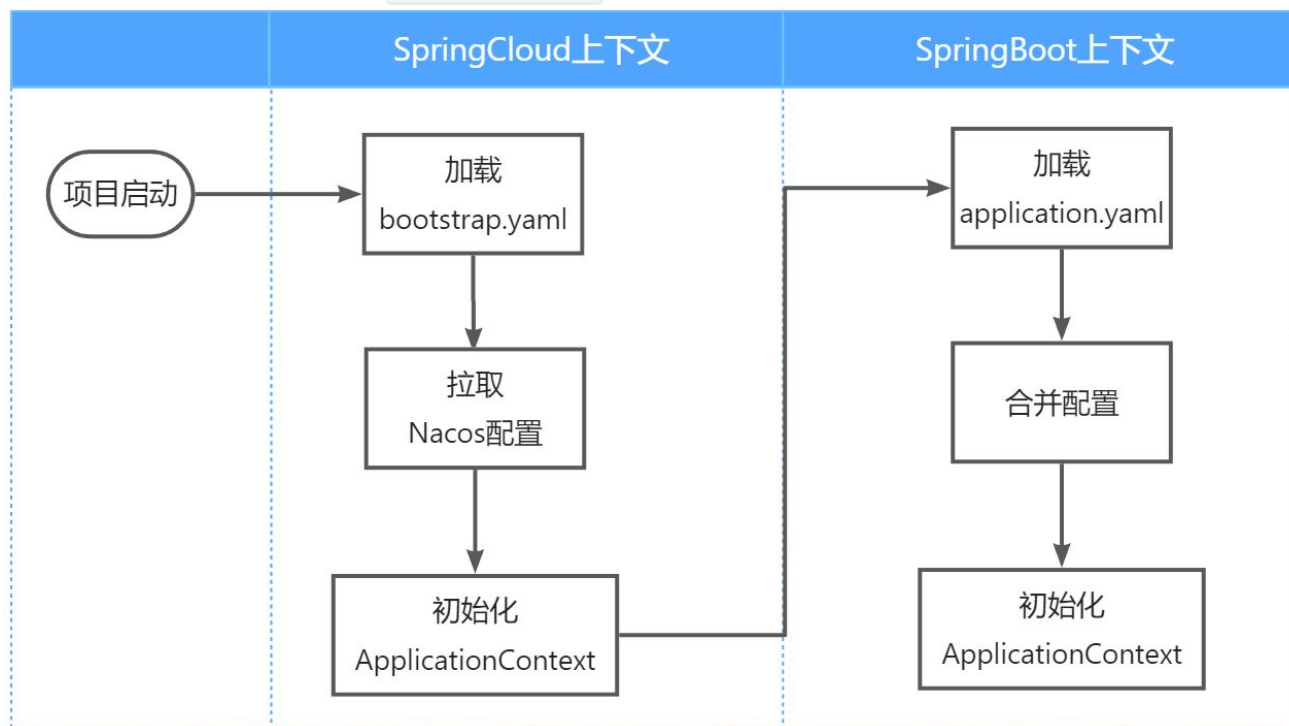 SpringCloud上下文
SpringBoot上下文
项目启动
加载
bootstrap.yaml
拉取
Nacos配置
初始化
ApplicationContext
加载
application.yaml
合并配置
初始化
ApplicationContext